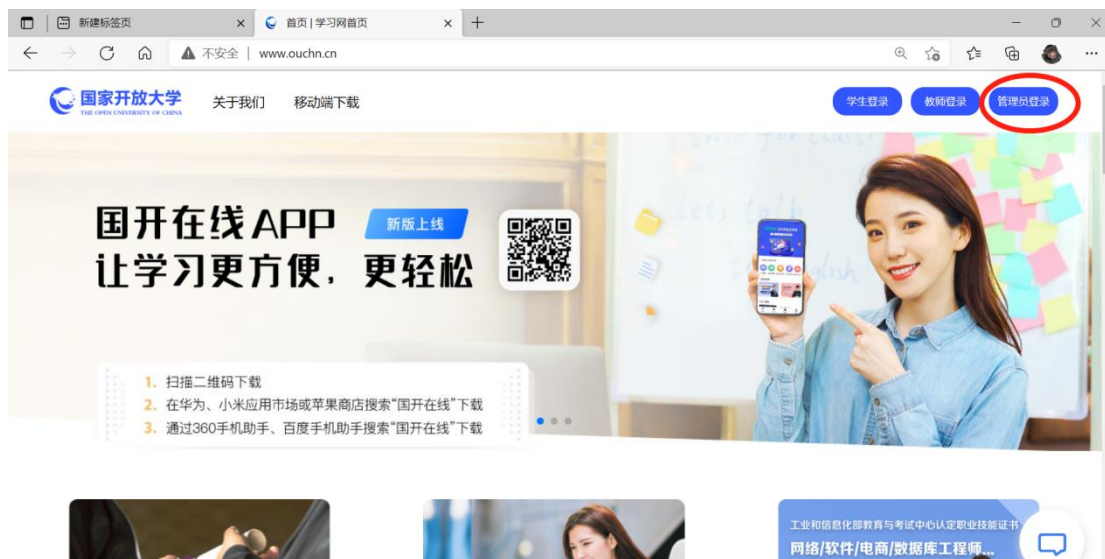 新建标签页
首页 | 学习网首页
不安全 | www.ouchn.cn
国家开放大学
THE OPEN UNIVERSITY OF CHINA
关于我们
移动端下载
学生登录
教师登录
管理员登录
国开在线APP
新版上线
让学习更方便，更轻松
1. 扫描二维码下载
2. 在华为、小米应用市场或苹果商店搜索“国开在线”下载
3. 通过360手机助手、百度手机助手搜索“国开在线”下载
工业和信息化部教育与考试中心认定职业技能证书
网络/软件/电商/数据库工程师...